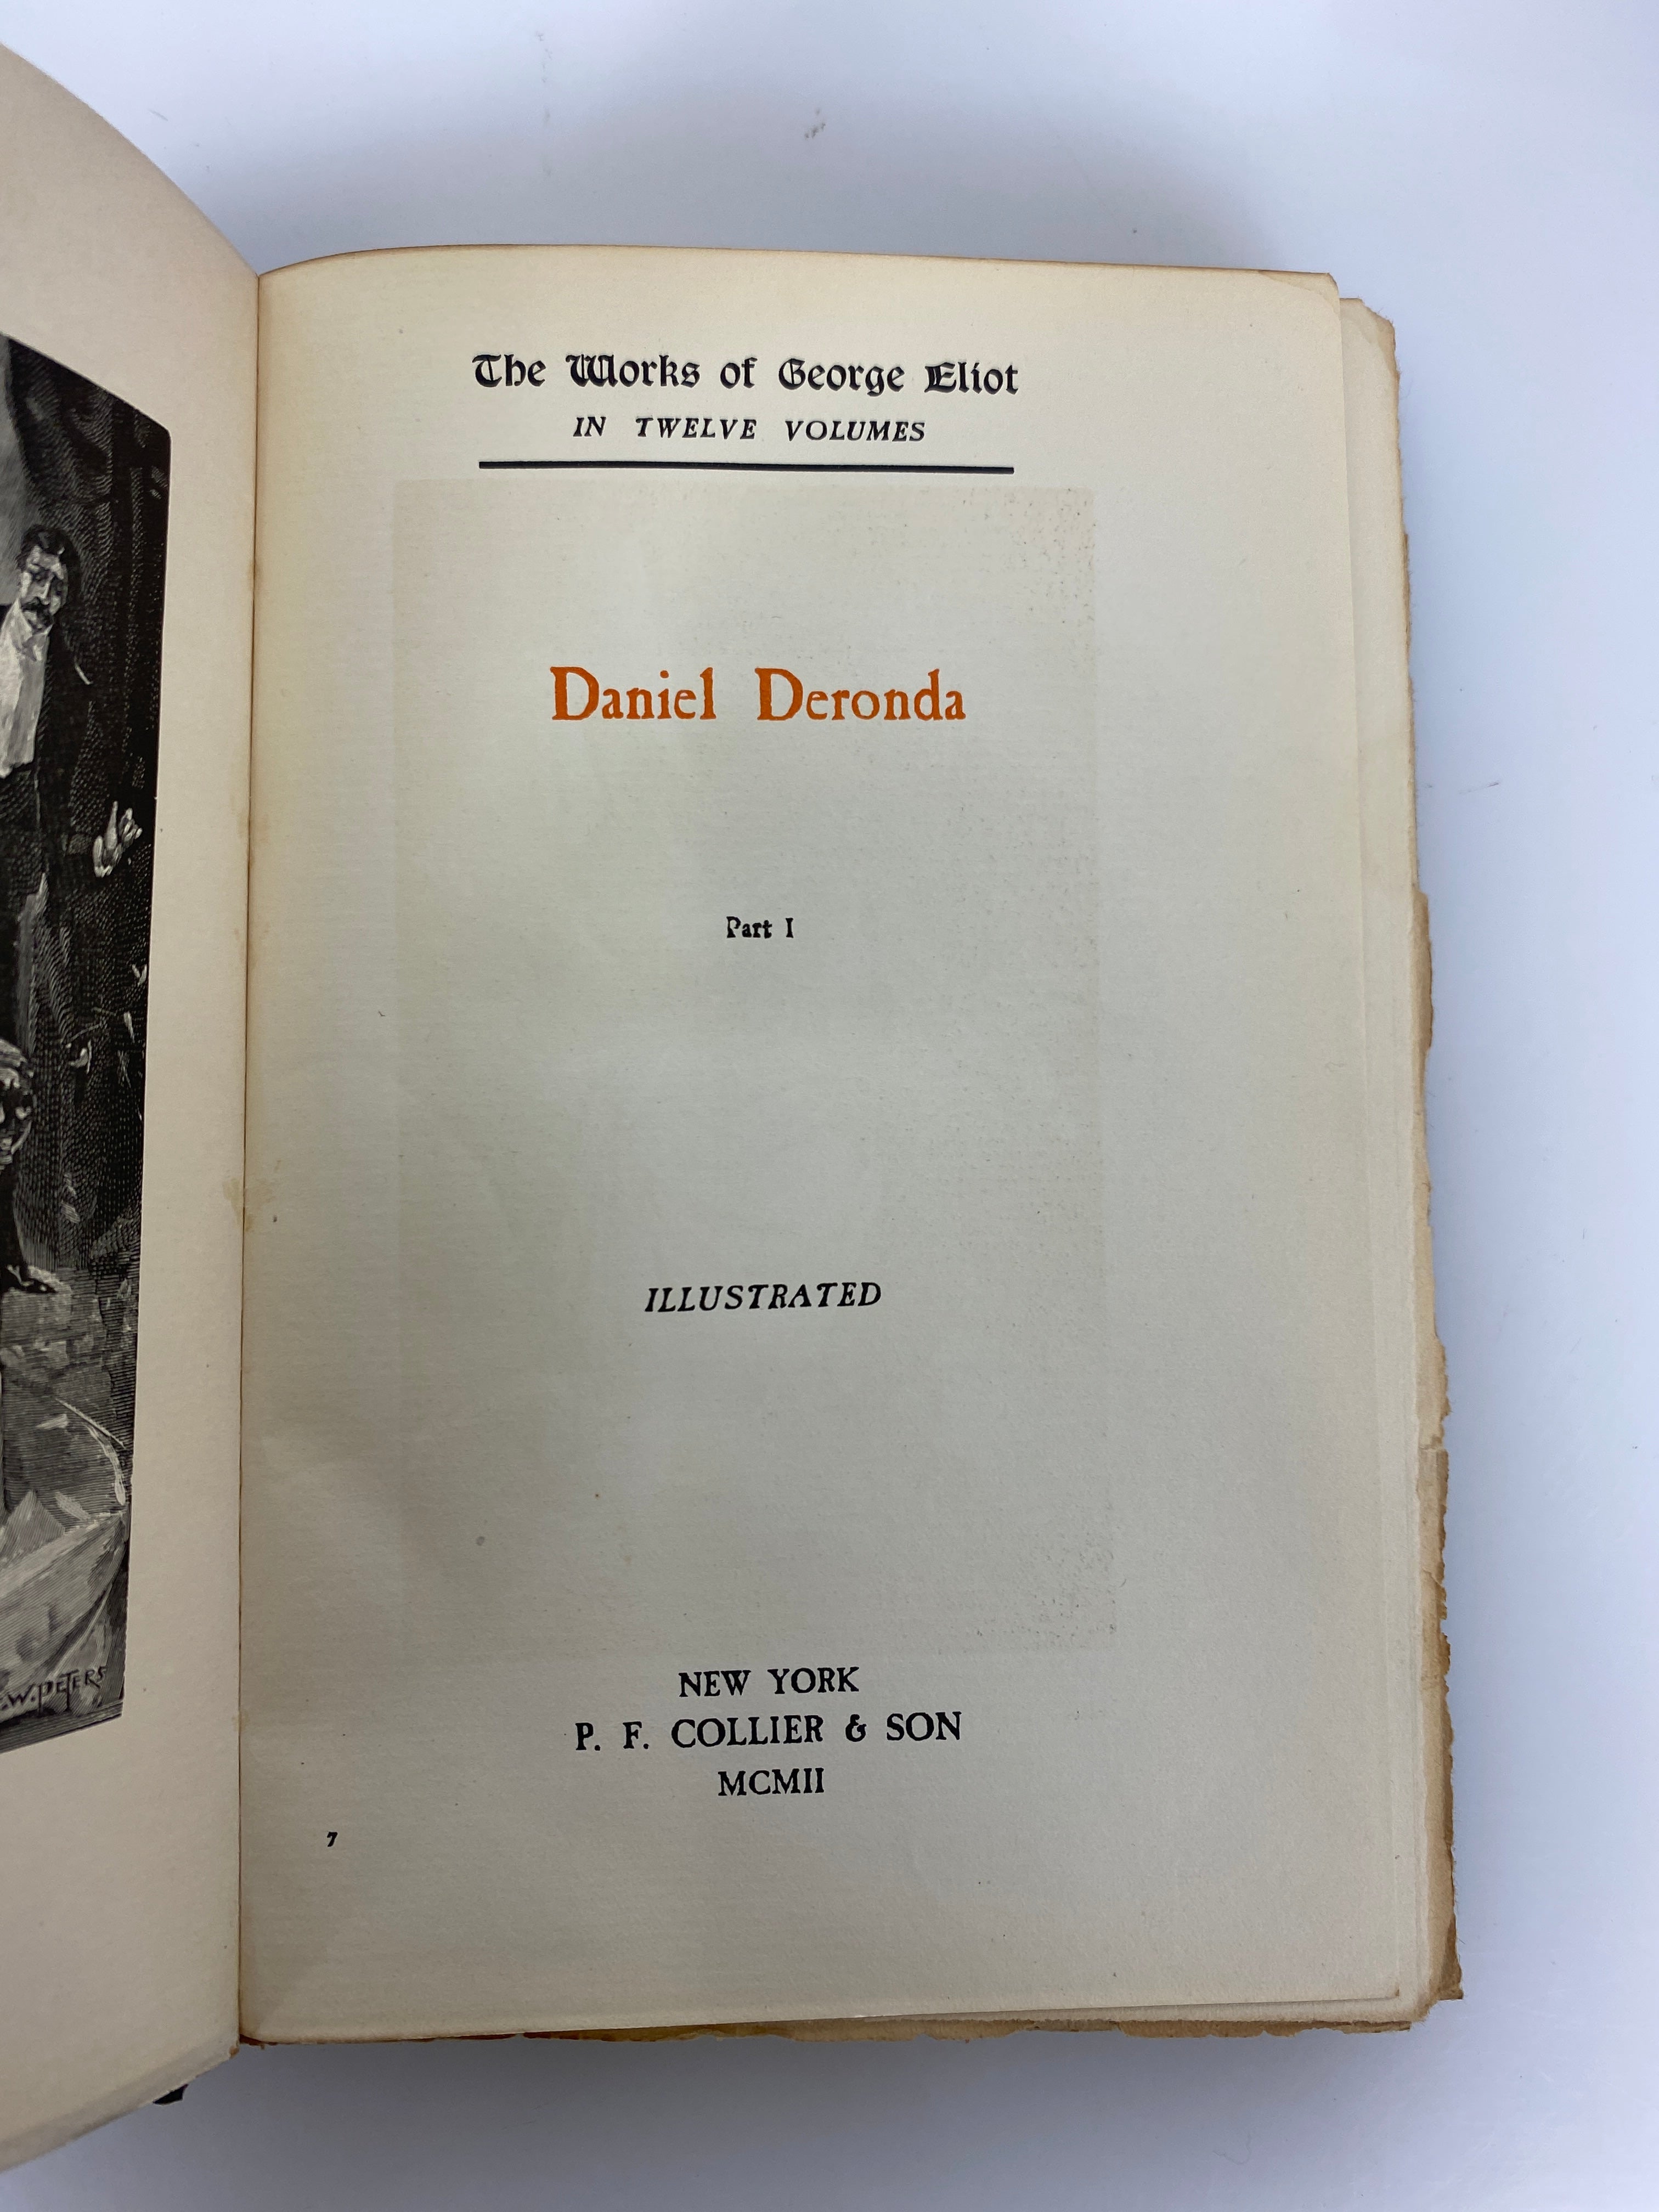 The Works of George Eliot
IN TWELVE VOLUMES
Daniel Deronda
Part I
ILLUSTRATED
NEW YORK
P. F. COLLIER & SON
MCMII
7
W. PETERS